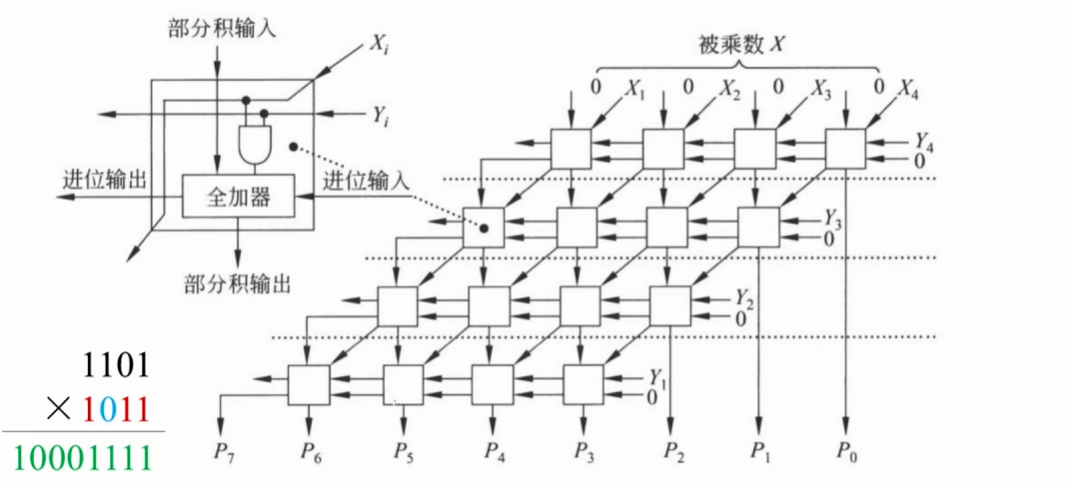 部分积输入
X_i
Y_i
进位输出
全加器
进位输入
部分积输出
被乘数 X
0 X_1 0 X_2 0 X_3 0 X_4
Y_4
0
Y_3
0
Y_2
0
Y_1
0
P_7 P_6 P_5 P_4 P_3 P_2 P_1 P_0
1101
×1011
10001111